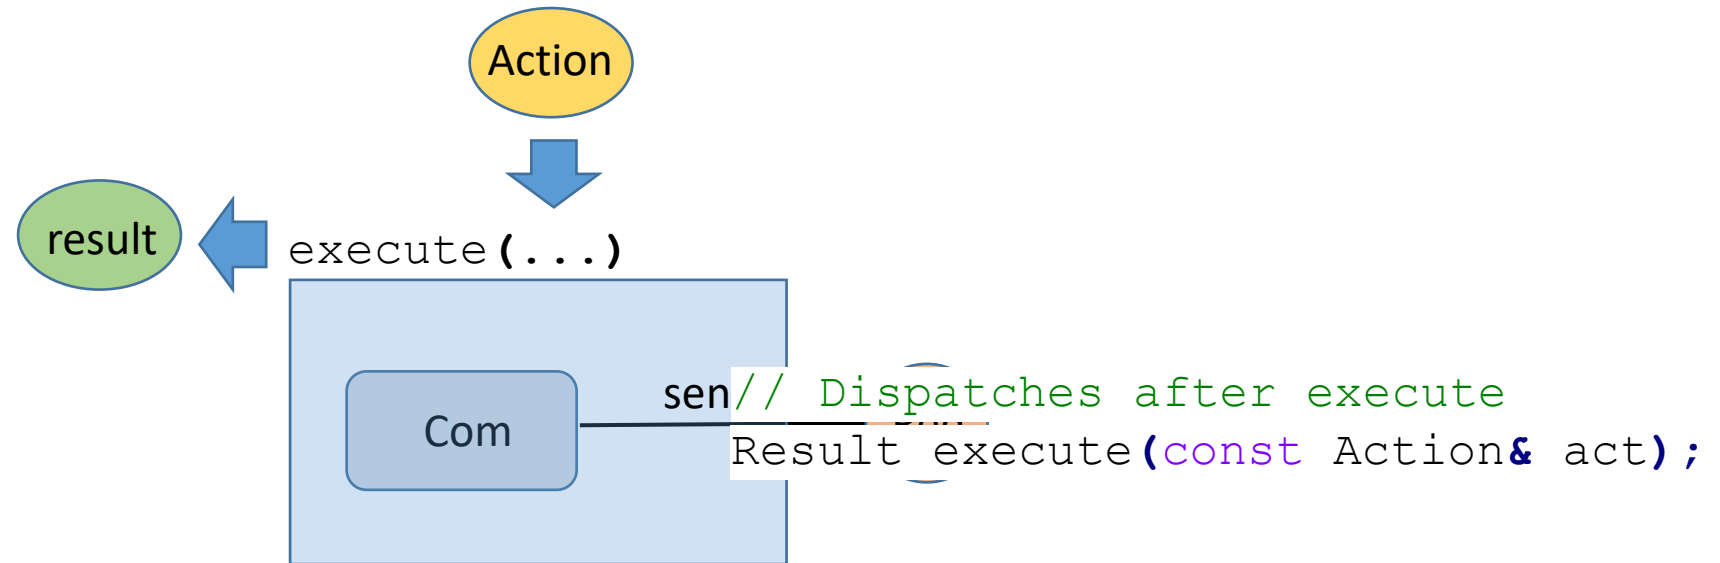 Action
result
execute(...)
sen// Dispatches after execute
Com
Result execute(const Action& act);